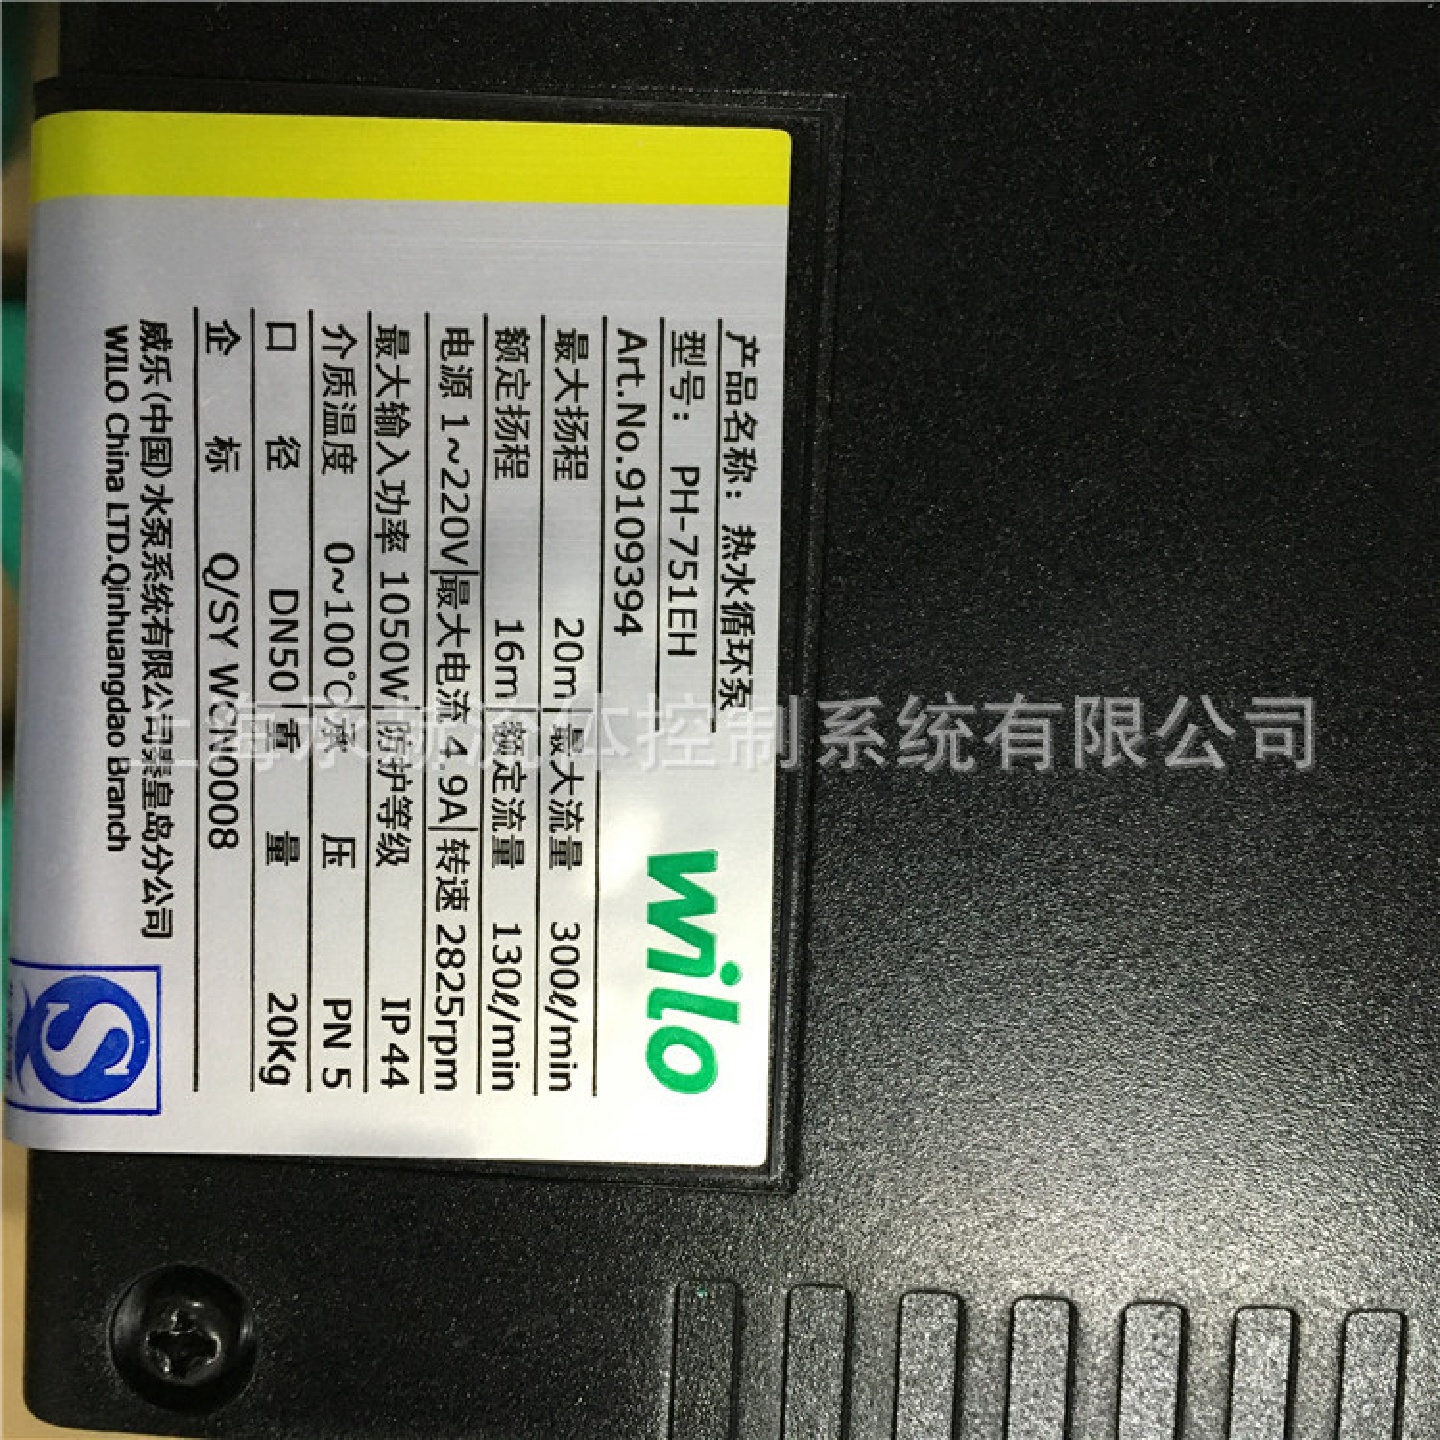 wilo
产品名称：热水循环泵
型号：PH-751EH
Art.No.9109394
最大扬程 20m 最大流量 300ℓ/min
额定扬程 16m 额定流量 130ℓ/min
电源 1~220V 最大电流 4.9A 转速 2825rpm
最大输入功率 1050W 防护等级 IP 44
介质温度 0~100℃ 承 压 PN 5
口 径 DN50 重 量 20Kg
企 标 Q/SY WCN0008
威乐(中国)水泵系统有限公司秦皇岛分公司
WILO China LTD.Qinhuangdao Branch
上海承 流体控制系统有限公司